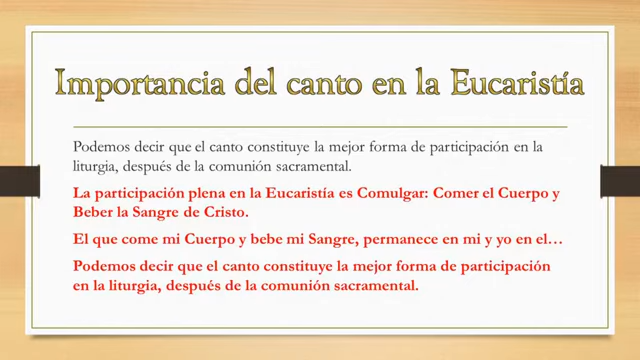 Importancia del canto en la Eucaristía
Podemos decir que el canto constituye la mejor forma de participación en la
liturgia, después de la comunión sacramental.
La participación plena en la Eucaristía es Comulgar: Comer el Cuerpo y
Beber la Sangre de Cristo.
El que come mi Cuerpo y bebe mi Sangre, permanece en mi y yo en el…
Podemos decir que el canto constituye la mejor forma de participación
en la liturgia, después de la comunión sacramental.